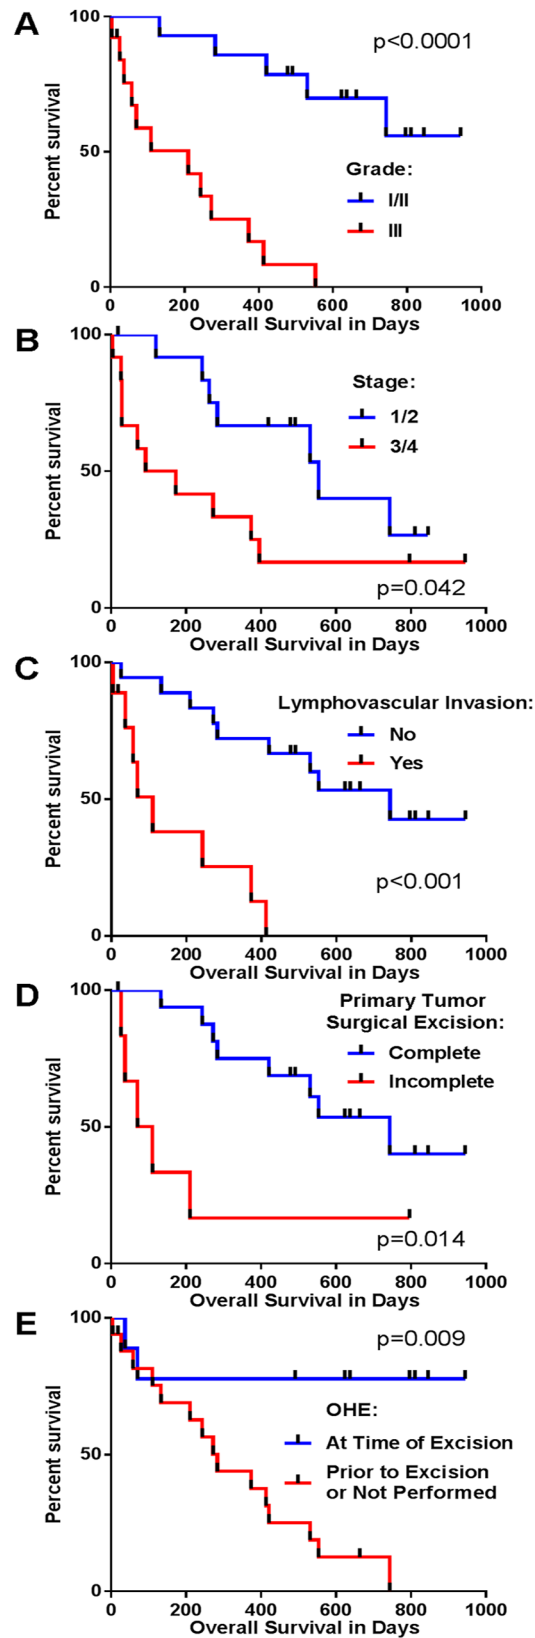 A
100
50
0
Percent survival
p<0.0001
Grade:
I/II
III
0 200 400 600 800 1000
Overall Survival in Days
B
100
50
0
Percent survival
Stage:
1/2
3/4
p=0.042
0 200 400 600 800 1000
Overall Survival in Days
C
100
50
0
Percent survival
Lymphovascular Invasion:
No
Yes
p<0.001
0 200 400 600 800 1000
Overall Survival in Days
D
100
50
0
Percent survival
Primary Tumor
Surgical Excision:
Complete
Incomplete
p=0.014
0 200 400 600 800 1000
Overall Survival in Days
E
100
50
0
Percent survival
p=0.009
OHE:
At Time of Excision
Prior to Excision
or Not Performed
0 200 400 600 800 1000
Overall Survival in Days